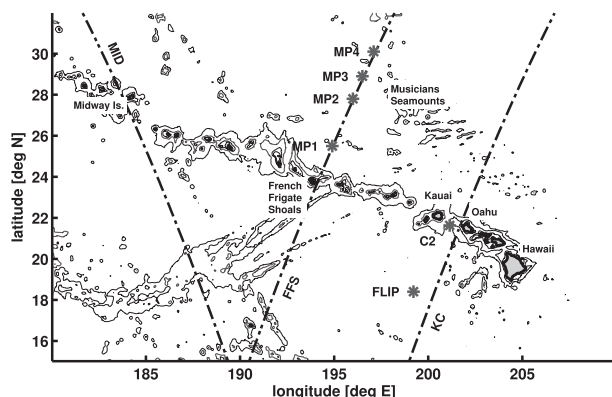 latitude [deg N]
30
28
26
24
22
20
18
16
MID
Midway Is.
MP4
MP3
MP2
MP1
Musicians
Seamounts
French
Frigate
Shoals
Kauai
Oahu
C2
Hawaii
FLIP
FFS
KC
185
190
195
200
205
longitude [deg E]